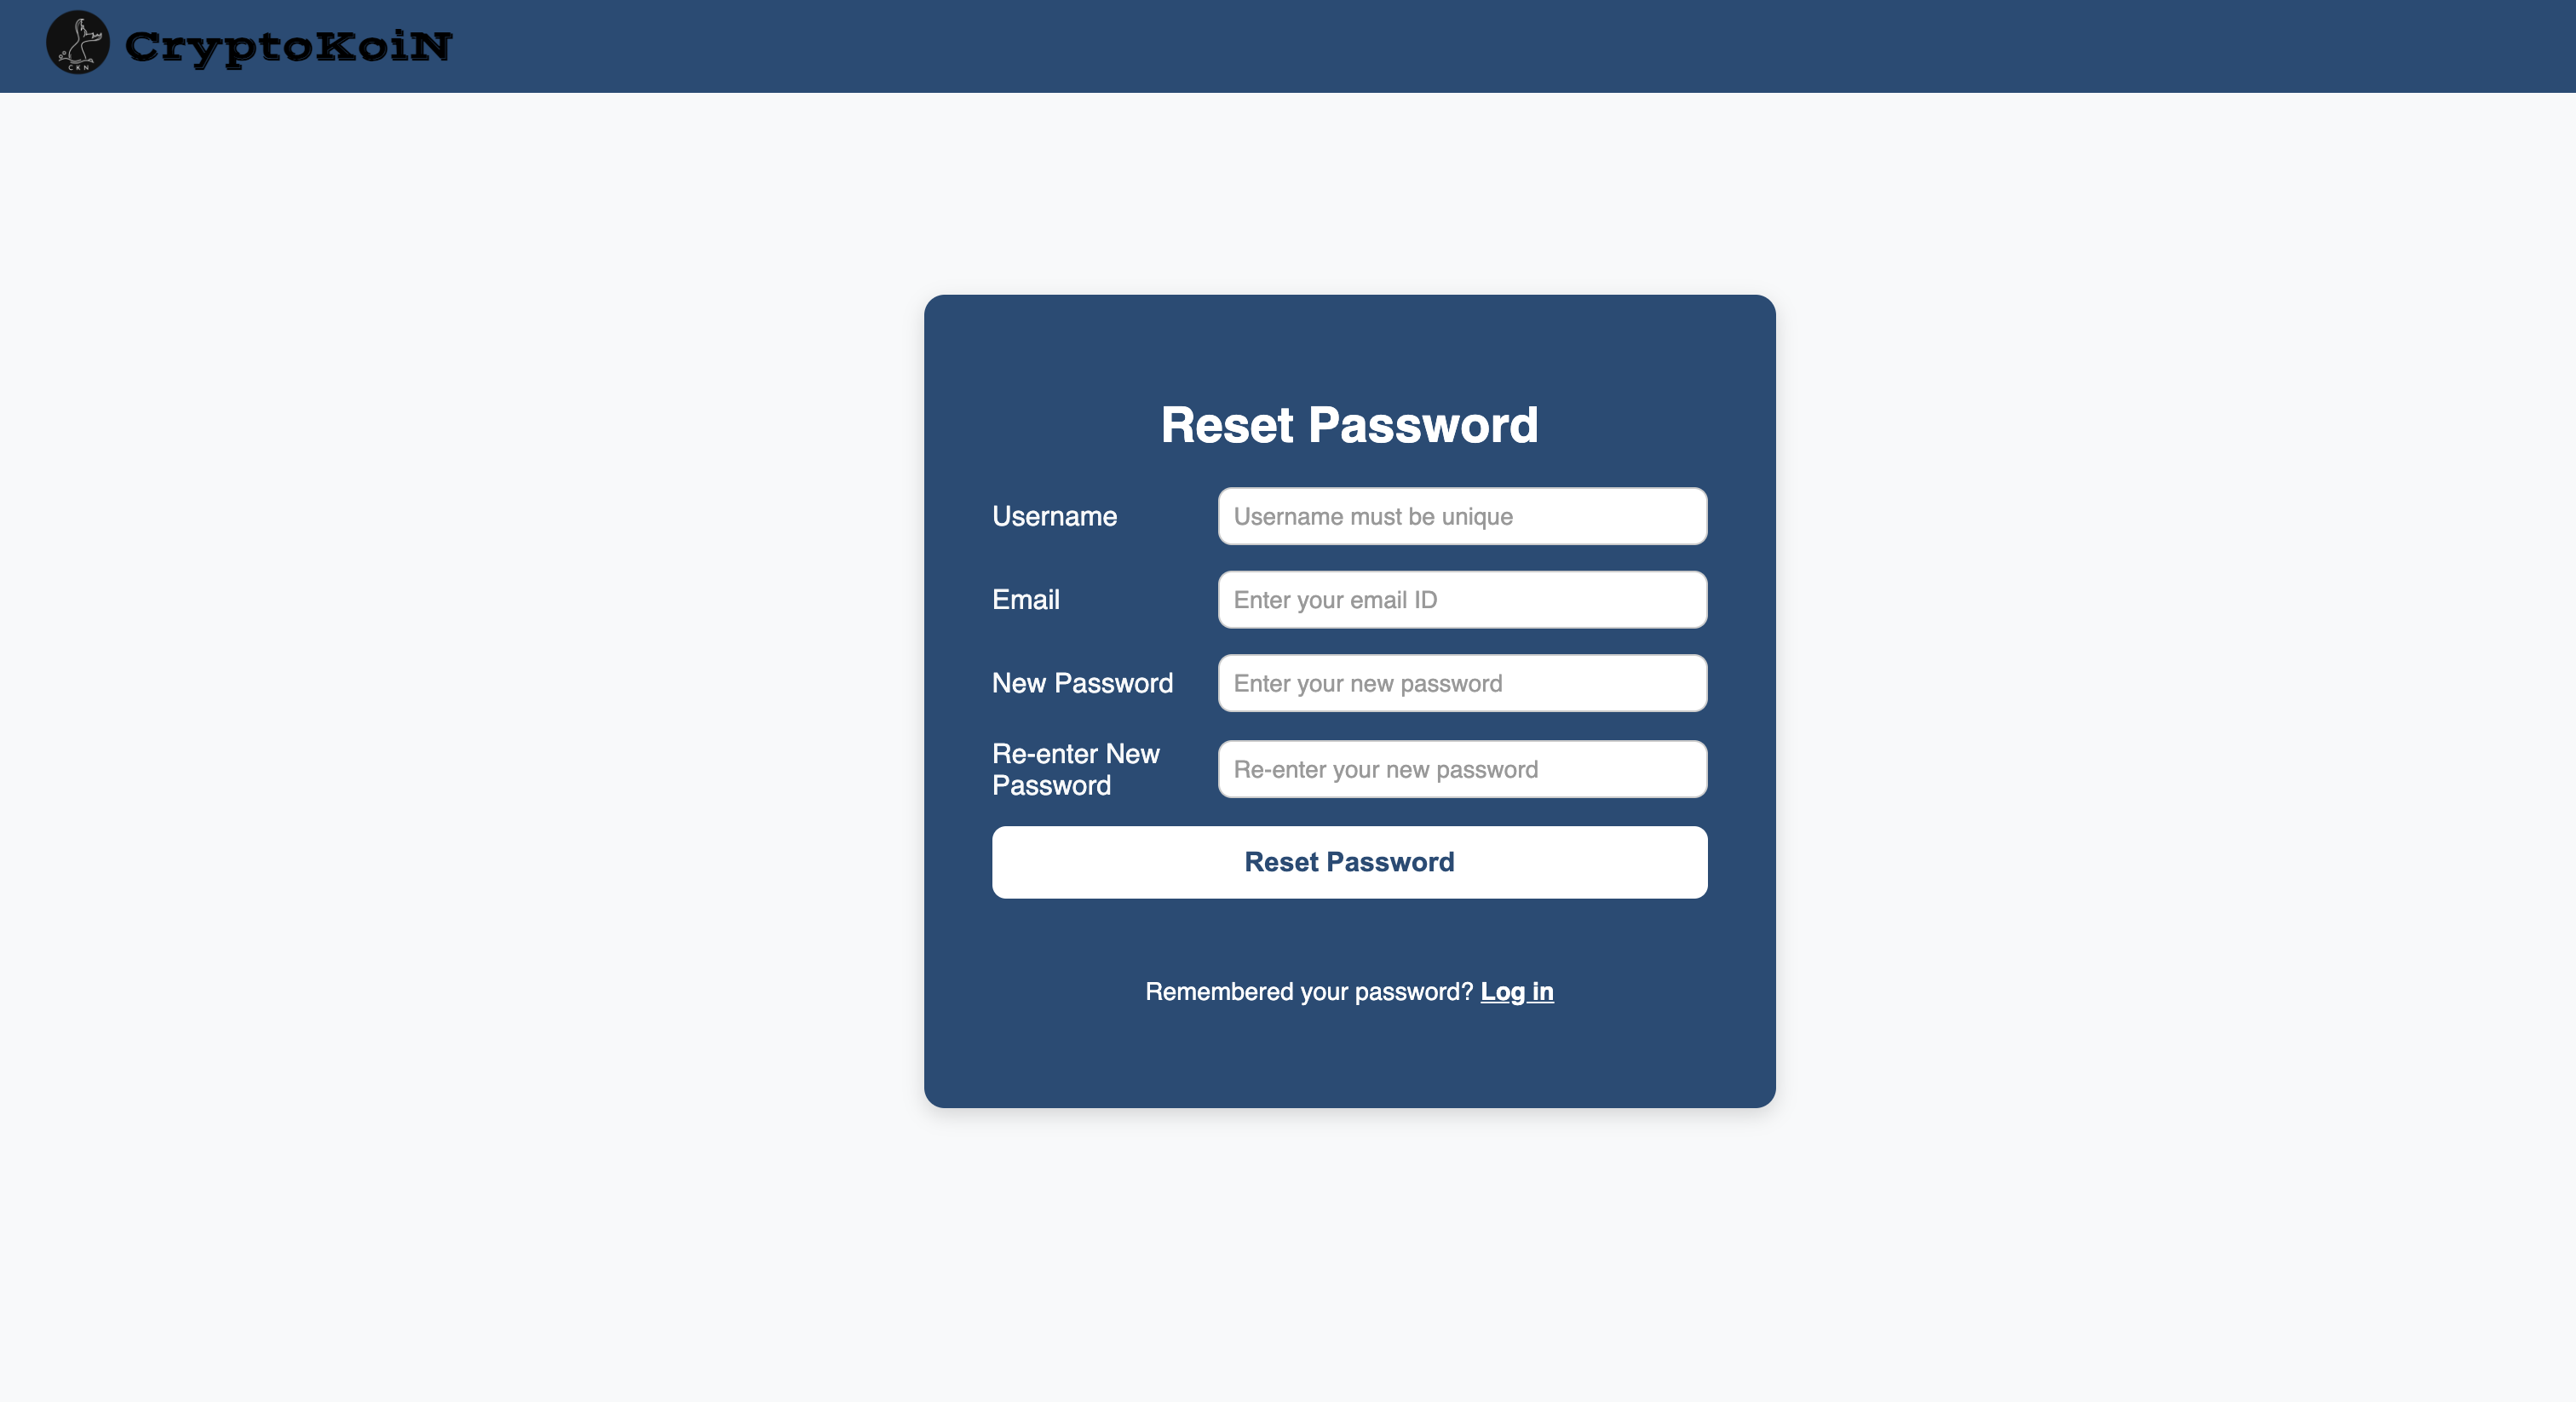 CKN
CryptoKoiN
Reset Password
Username
Username must be unique
Email
Enter your email ID
New Password
Enter your new password
Re-enter New
Password
Re-enter your new password
Reset Password
Remembered your password? Log in